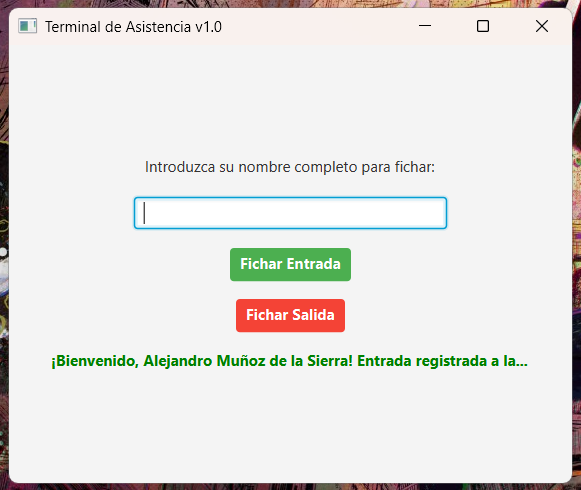 Terminal de Asistencia v1.0
Introduzca su nombre completo para fichar:
Fichar Entrada
Fichar Salida
¡Bienvenido, Alejandro Muñoz de la Sierra! Entrada registrada a la...